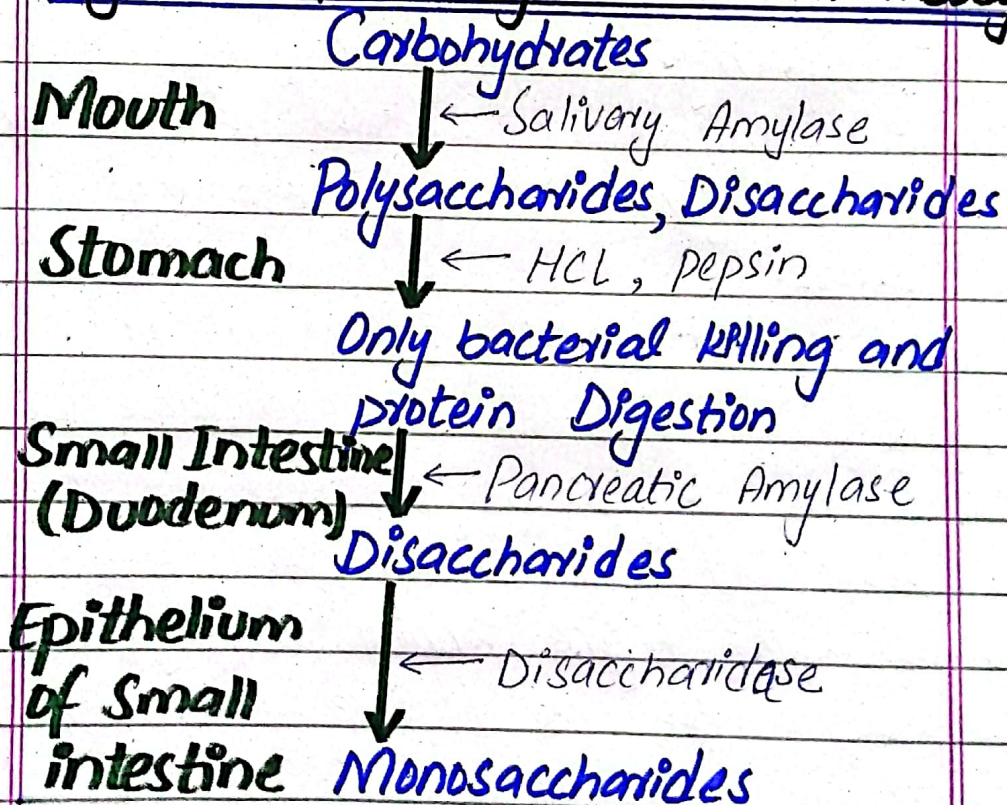 Carbohydrates
Mouth
← Salivary Amylase
Polysaccharides, Disaccharides
Stomach
← HCL, pepsin
Only bacterial killing and
protein Digestion
Small Intestine
(Duodenum)
← Pancreatic Amylase
Disaccharides
Epithelium
of Small
intestine
← Disaccharidase
Monosaccharides